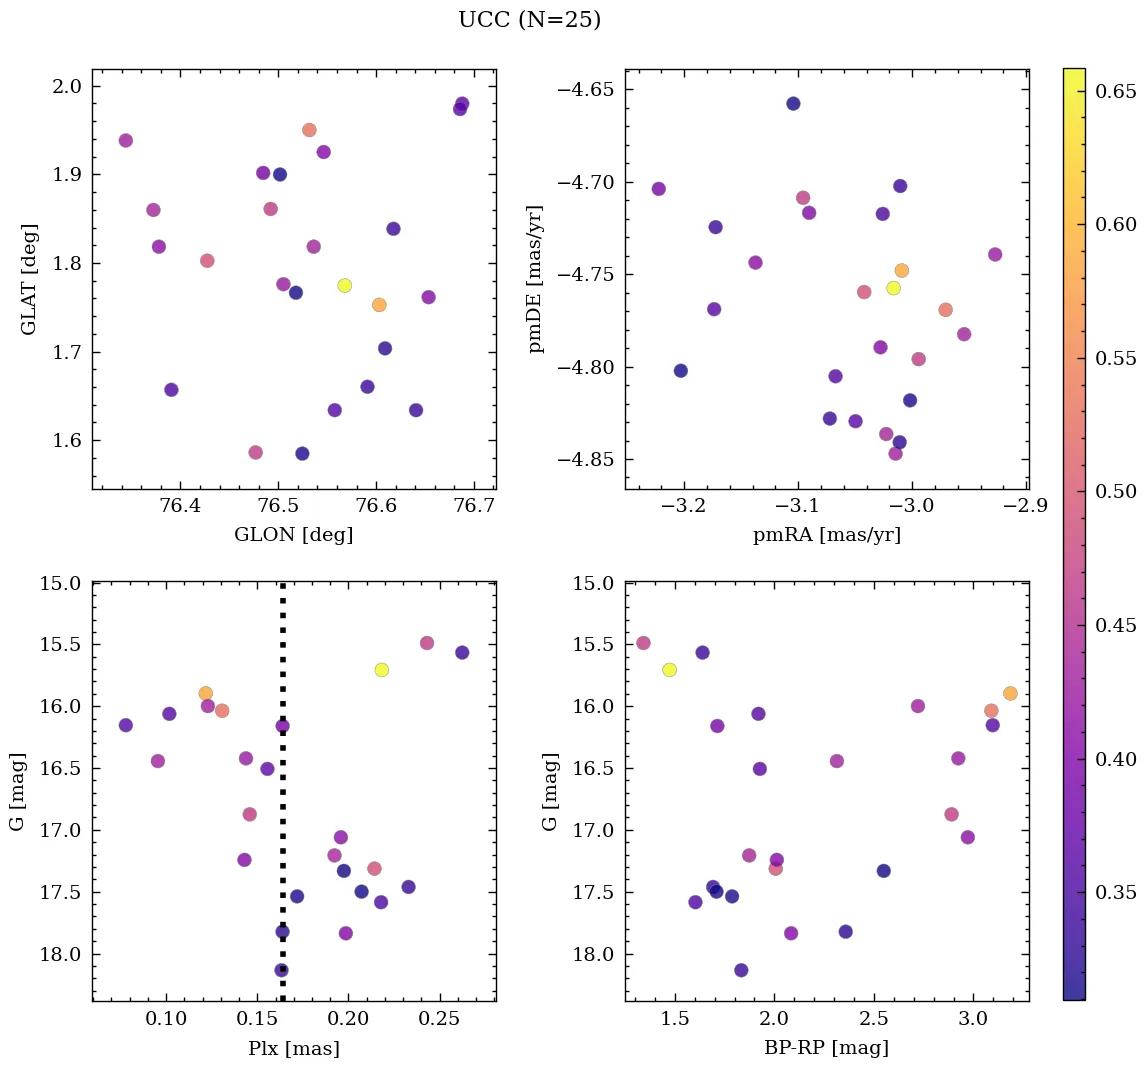 UCC (N=25)
2.0
1.9
1.8
1.7
1.6
GLAT [deg]
76.4 76.5 76.6 76.7
GLON [deg]
−4.65
−4.70
−4.75
−4.80
−4.85
pmDE [mas/yr]
−3.2 −3.1 −3.0 −2.9
pmRA [mas/yr]
15.0
15.5
16.0
16.5
17.0
17.5
18.0
G [mag]
0.10 0.15 0.20 0.25
Plx [mas]
15.0
15.5
16.0
16.5
17.0
17.5
18.0
G [mag]
1.5 2.0 2.5 3.0
BP-RP [mag]
0.65
0.60
0.55
0.50
0.45
0.40
0.35